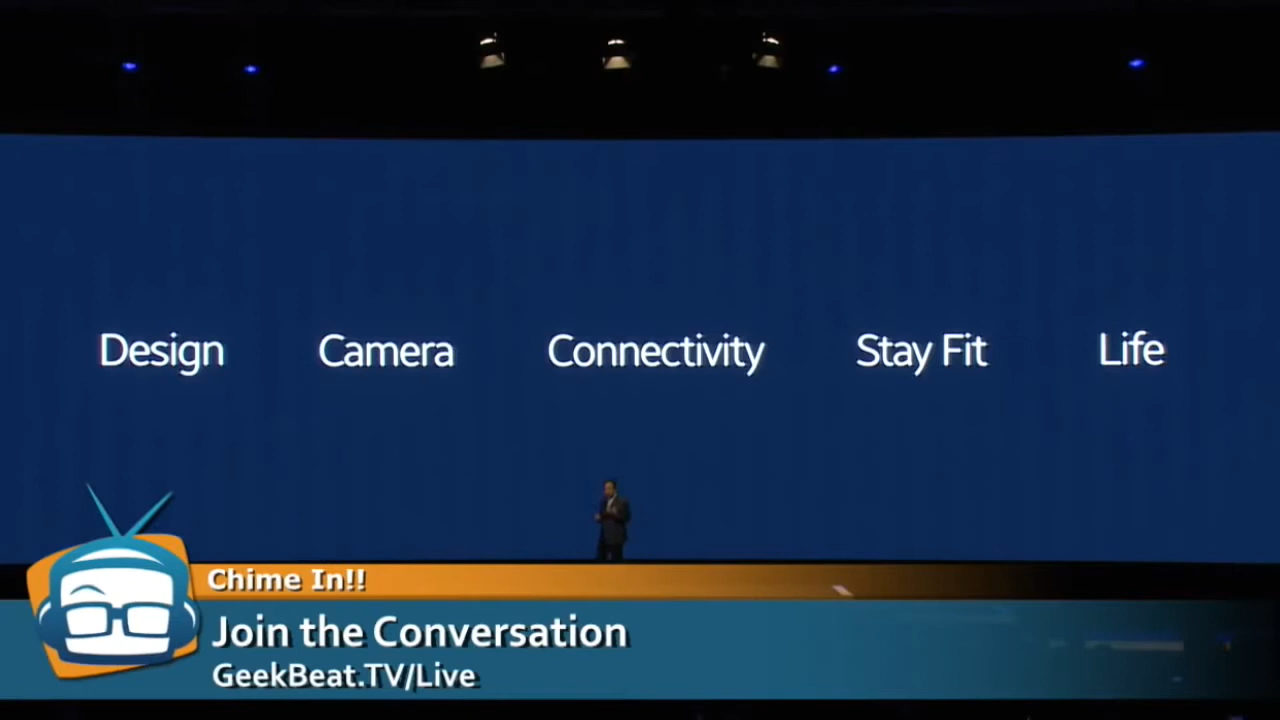 Design Camera Connectivity Stay Fit Life
Chime In!!
Join the Conversation
GeekBeat.TV/Live